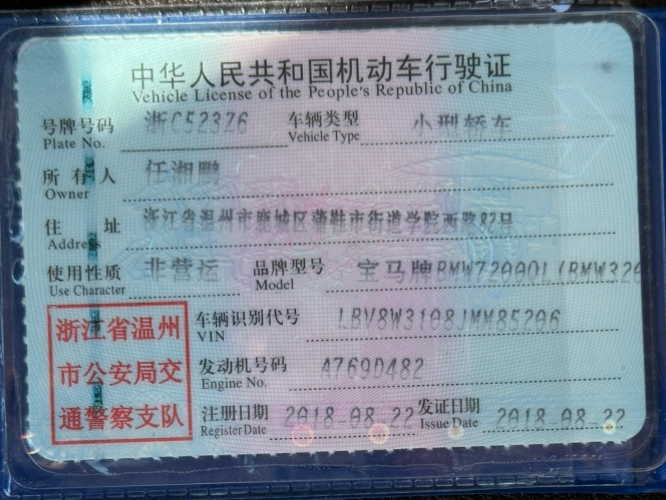 中华人民共和国机动车行驶证
Vehicle License of the People's Republic of China
号牌号码 浙C523Z6 车辆类型 小型轿车
Plate No. Vehicle Type
所有人 任湘鹏
Owner
住址 浙江省温州市鹿城区蒲鞋市街道学院西路82号
Address
使用性质 非营运 品牌型号 宝马牌BMW7200QL(BMW320
Use Character Model
浙江省温州
市公安局交
通警察支队
车辆识别代号 LBV8W3108JMM85206
VIN
发动机号码 A769D482
Engine No.
注册日期 2018-08-22 发证日期 2018-08-22
Register Date Issue Date